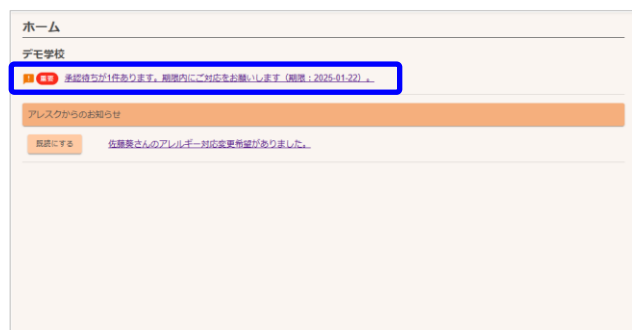 ホーム
デモ学校
! 重要 承認待ちが1件あります。期限内にご対応をお願いします（期限：2025-01-22）。
アレスクからのお知らせ
既読にする 佐藤葵さんのアレルギー対応変更希望がありました。